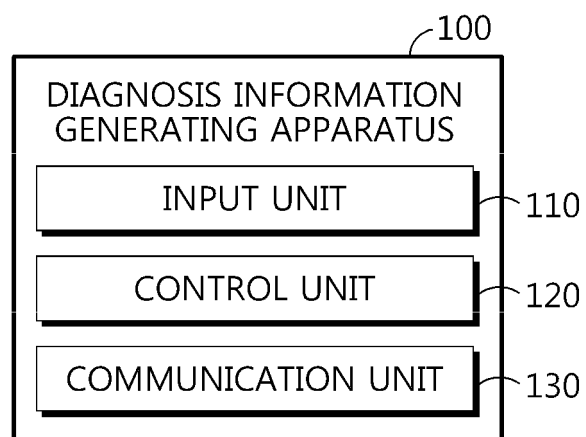 100
DIAGNOSIS INFORMATION
GENERATING APPARATUS
INPUT UNIT
110
CONTROL UNIT
120
COMMUNICATION UNIT
130